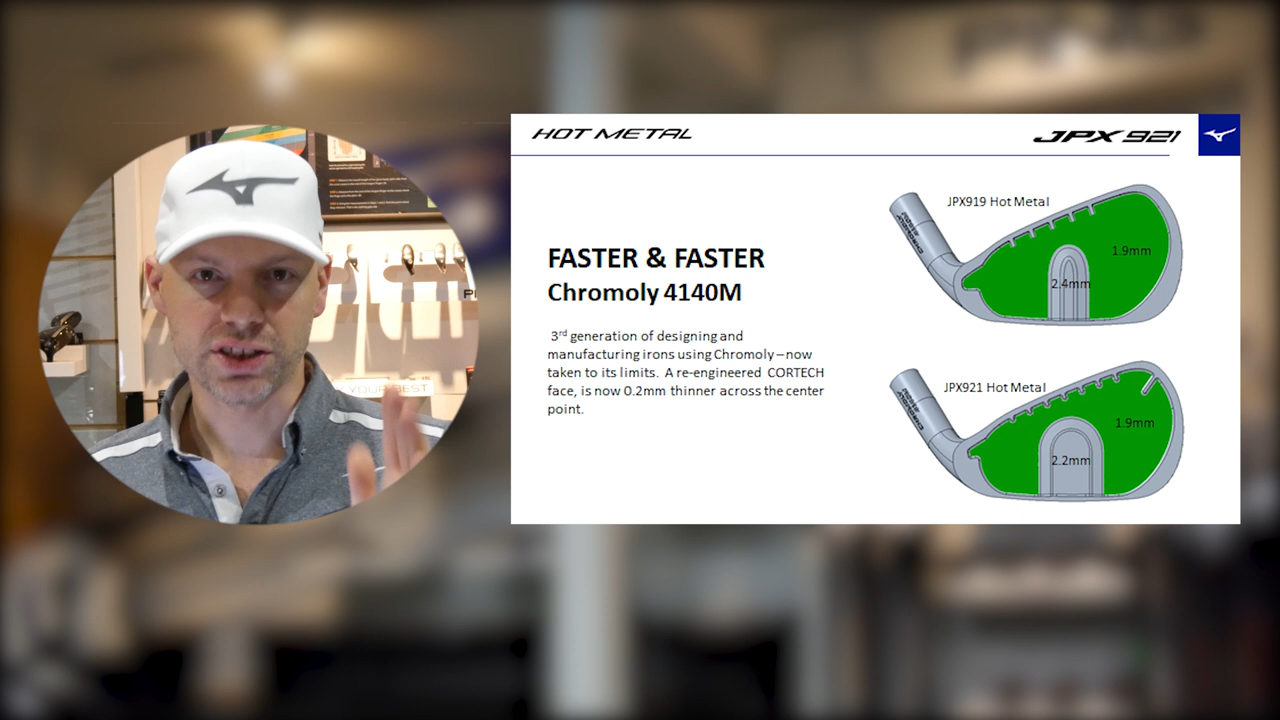 HOT METAL
JPX 921
JPX919 Hot Metal
1.9mm
2.4mm
CHROMOLY
FASTER & FASTER
Chromoly 4140M
3rd generation of designing and
manufacturing irons using Chromoly – now
taken to its limits. A re-engineered CORTECH
face, is now 0.2mm thinner across the center
point.
JPX921 Hot Metal
1.9mm
2.2mm
CHROMOLY
YOUR BEST